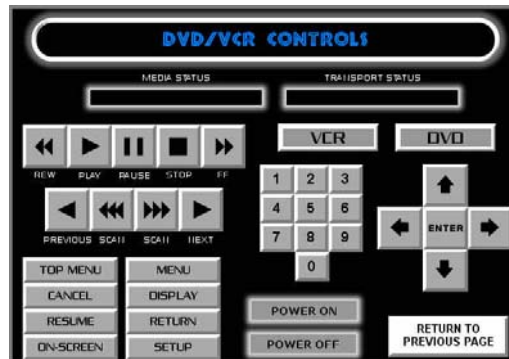 DVD/VCR CONTROLS
MEDIA STATUS
TRANSPORT STATUS
REW PLAY PAUSE STOP FF
VCR DVD
PREVIOUS SCAN SCAN NEXT
1 2 3
4 5 6
7 8 9
0
ENTER
TOP MENU MENU
CANCEL DISPLAY
RESUME RETURN
ON-SCREEN SETUP
POWER ON
POWER OFF
RETURN TO
PREVIOUS PAGE